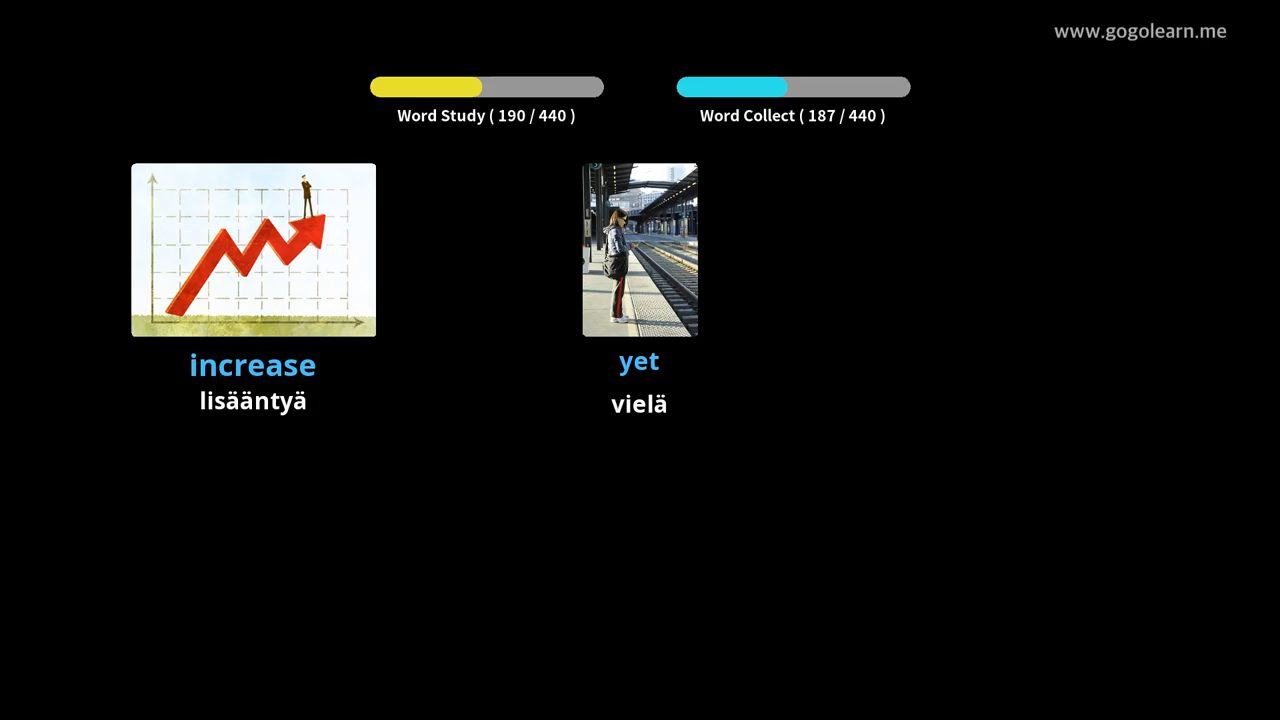 www.gogolearn.me
Word Study ( 190 / 440 )
Word Collect ( 187 / 440 )
increase
lisääntyä
yet
vielä